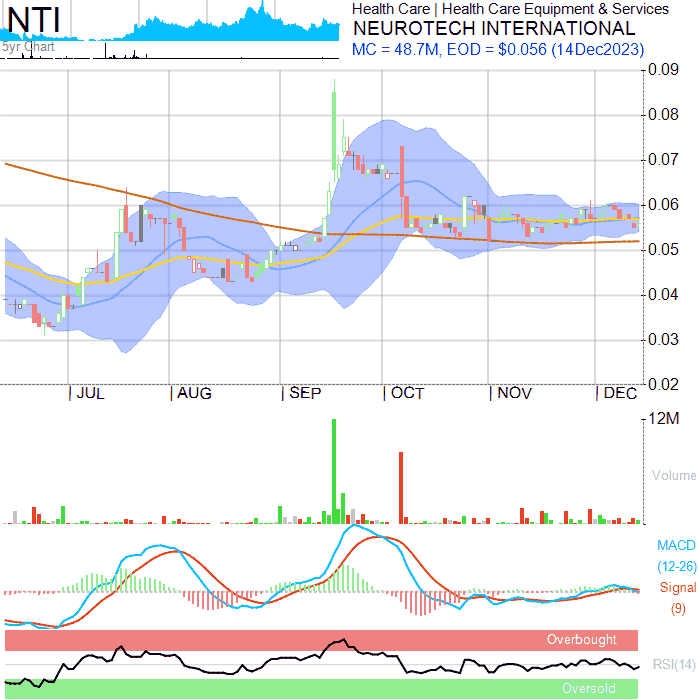 NTI
5yr Chart
Health Care | Health Care Equipment & Services
NEUROTECH INTERNATIONAL
MC = 48.7M, EOD = $0.056 (14Dec2023)
0.09
0.08
0.07
0.06
0.05
0.04
0.03
0.02
| JUL | AUG | SEP | OCT | NOV | DEC
12M
Volume
MACD
(12-26)
Signal
(9)
Overbought
RSI(14)
Oversold